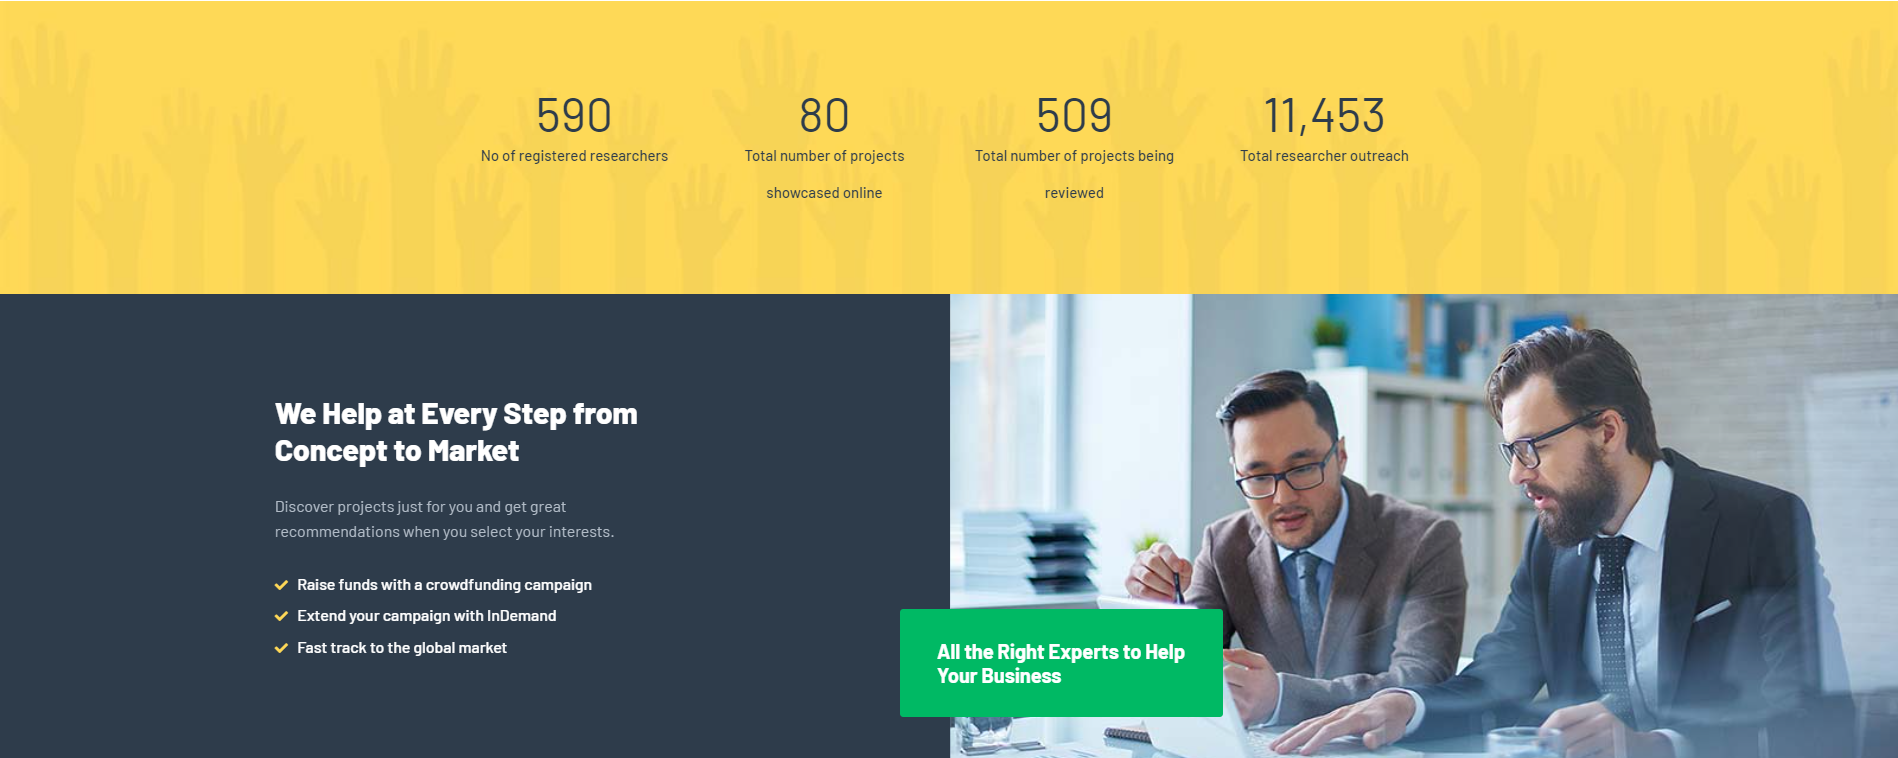 590
No of registered researchers
80
Total number of projects
showcased online
509
Total number of projects being
reviewed
11,453
Total researcher outreach
We Help at Every Step from
Concept to Market
Discover projects just for you and get great
recommendations when you select your interests.
Raise funds with a crowdfunding campaign
Extend your campaign with InDemand
Fast track to the global market
All the Right Experts to Help
Your Business